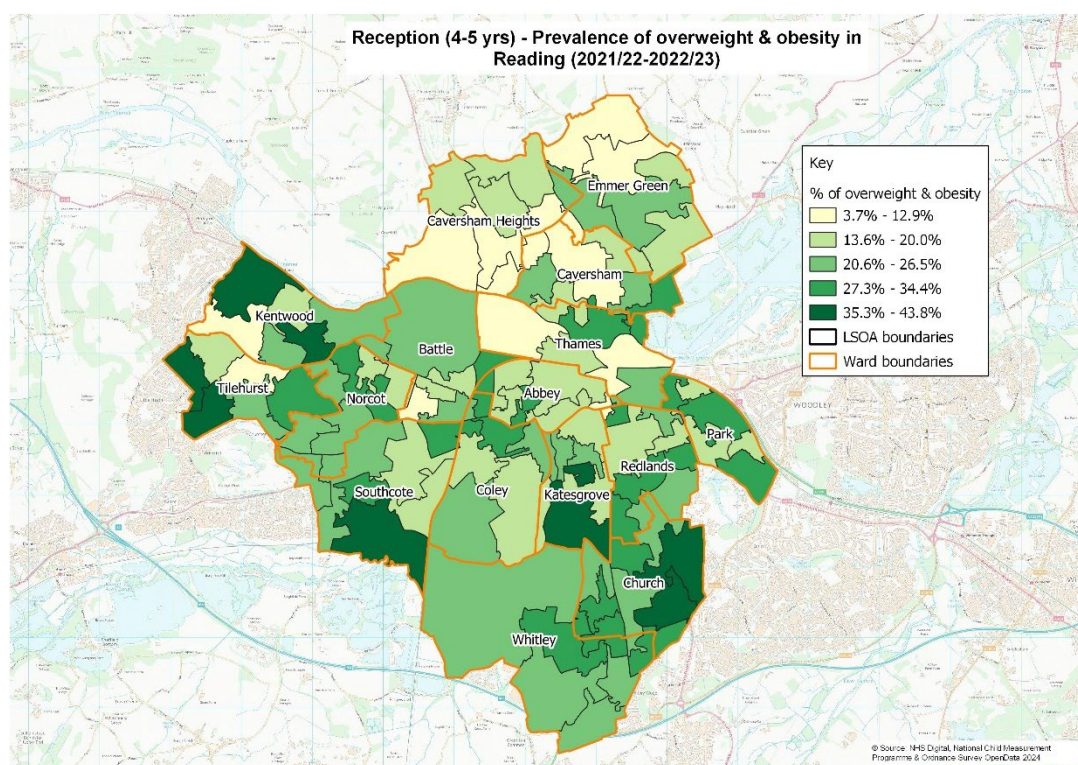 Reception (4-5 yrs) - Prevalence of overweight & obesity in
Reading (2021/22-2022/23)
Key
% of overweight & obesity
3.7% - 12.9%
13.6% - 20.0%
20.6% - 26.5%
27.3% - 34.4%
35.3% - 43.8%
LSOA boundaries
Ward boundaries
Emmer Green
Caversham Heights
Caversham
Kentwood
Battle
Thames
Tilehurst
Norcot
Abbey
WOODLEY
Park
Redlands
Southcote
Coley
Katesgrove
Church
Whitley
© Source: NHS Digital, National Child Measurement
Programme & Ordnance Survey OpenData 2024